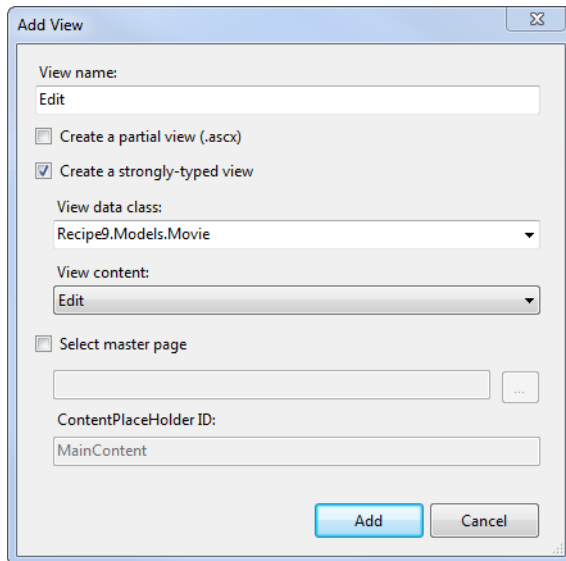 Add View
View name:
Edit
Create a partial view (.ascx)
Create a strongly-typed view
View data class:
Recipe9.Models.Movie
View content:
Edit
Select master page
...
ContentPlaceHolder ID:
MainContent
Add Cancel